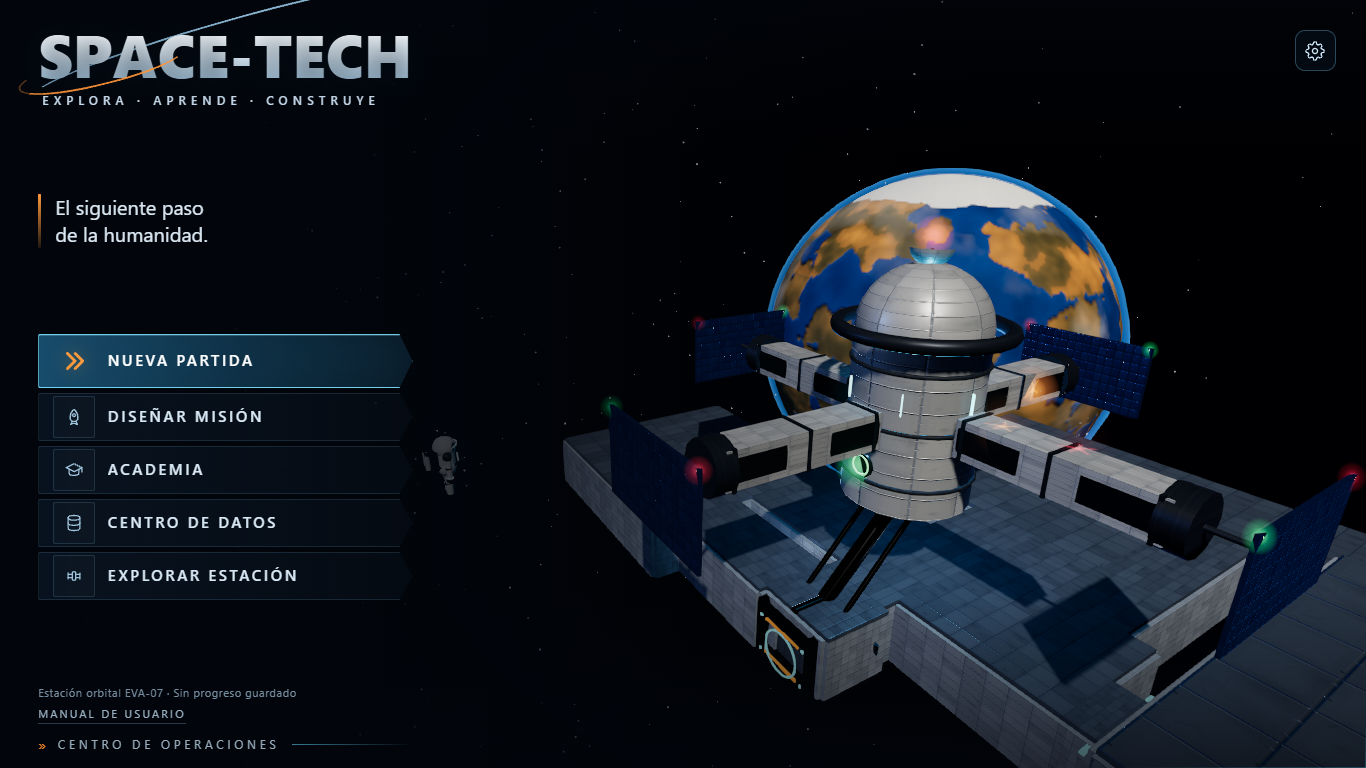 SPACE-TECH
EXPLORA · APRENDE · CONSTRUYE
El siguiente paso
de la humanidad.
NUEVA PARTIDA
DISEÑAR MISIÓN
ACADEMIA
CENTRO DE DATOS
EXPLORAR ESTACIÓN
Estación orbital EVA-07 · Sin progreso guardado
MANUAL DE USUARIO
» CENTRO DE OPERACIONES